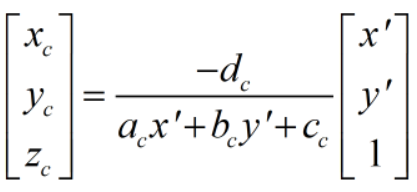 [x_c y_c z_c] = -d_c / (a_c x' + b_c y' + c_c) [x' y' 1]